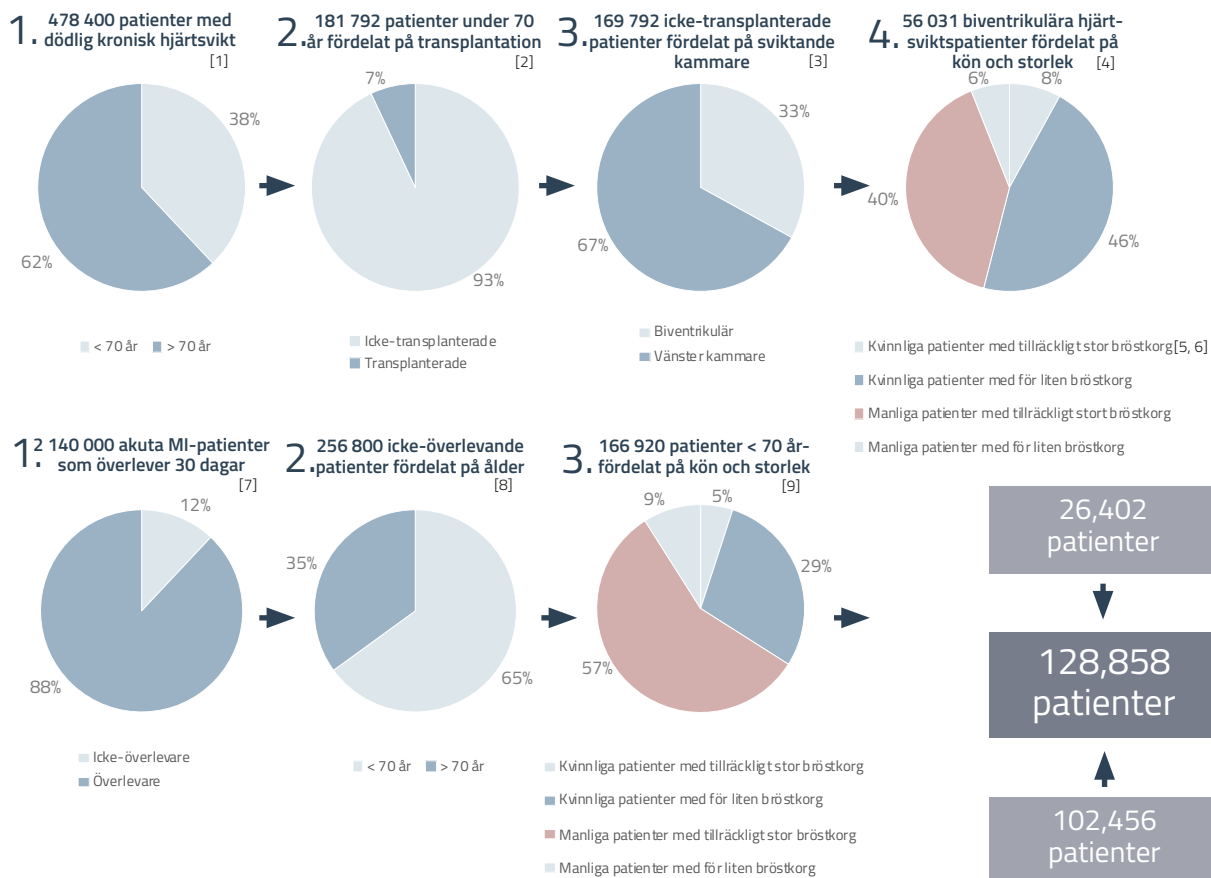 1.
478 400 patienter med
dödlig kronisk hjärtsvikt
[1]
38%
62%
< 70 år
> 70 år
2.
181 792 patienter under 70
år fördelat på transplantation
[2]
7%
93%
Icke-transplanterade
Transplanterade
3.
169 792 icke-transplanterade
patienter fördelat på sviktande
kammare
[3]
33%
67%
Biventrikulär
Vänster kammare
4.
56 031 biventrikulära hjärt-
sviktspatienter fördelat på
kön och storlek
[4]
6%
8%
40%
46%
Kvinnliga patienter med tillräckligt stor bröstkorg[5, 6]
Kvinnliga patienter med för liten bröstkorg
Manliga patienter med tillräckligt stort bröstkorg
Manliga patienter med för liten bröstkorg
1.
2 140 000 akuta MI-patienter
som överlever 30 dagar
[7]
12%
88%
Icke-överlevare
Överlevare
2.
256 800 icke-överlevande
patienter fördelat på ålder
[8]
35%
65%
< 70 år
> 70 år
3.
166 920 patienter < 70 år-
fördelat på kön och storlek
[9]
9%
5%
29%
57%
Kvinnliga patienter med tillräckligt stor bröstkorg
Kvinnliga patienter med för liten bröstkorg
Manliga patienter med tillräckligt stor bröstkorg
Manliga patienter med för liten bröstkorg
26,402
patienter
128,858
patienter
102,456
patienter